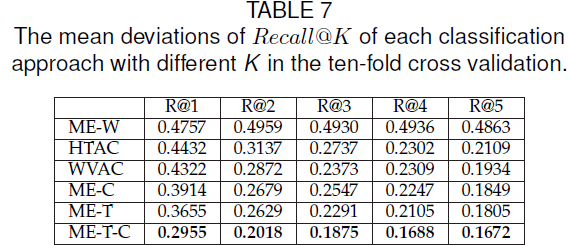 TABLE 7
The mean deviations of Recall@K of each classification
approach with different K in the ten-fold cross validation.
R@1 R@2 R@3 R@4 R@5
ME-W 0.4757 0.4959 0.4930 0.4936 0.4863
HTAC 0.4432 0.3137 0.2737 0.2302 0.2109
WVAC 0.4322 0.2872 0.2373 0.2309 0.1934
ME-C 0.3914 0.2679 0.2547 0.2247 0.1849
ME-T 0.3655 0.2629 0.2291 0.2105 0.1805
ME-T-C 0.2955 0.2018 0.1875 0.1688 0.1672